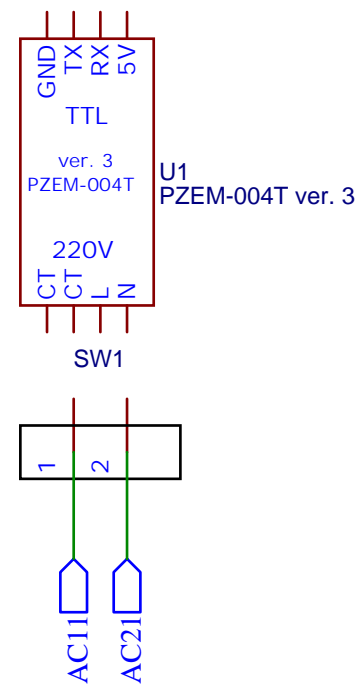 GND TX RX 5V
TTL
ver. 3
PZEM-004T
U1
PZEM-004T ver. 3
220V
CT CT L N
SW1
1 2
AC11 AC21